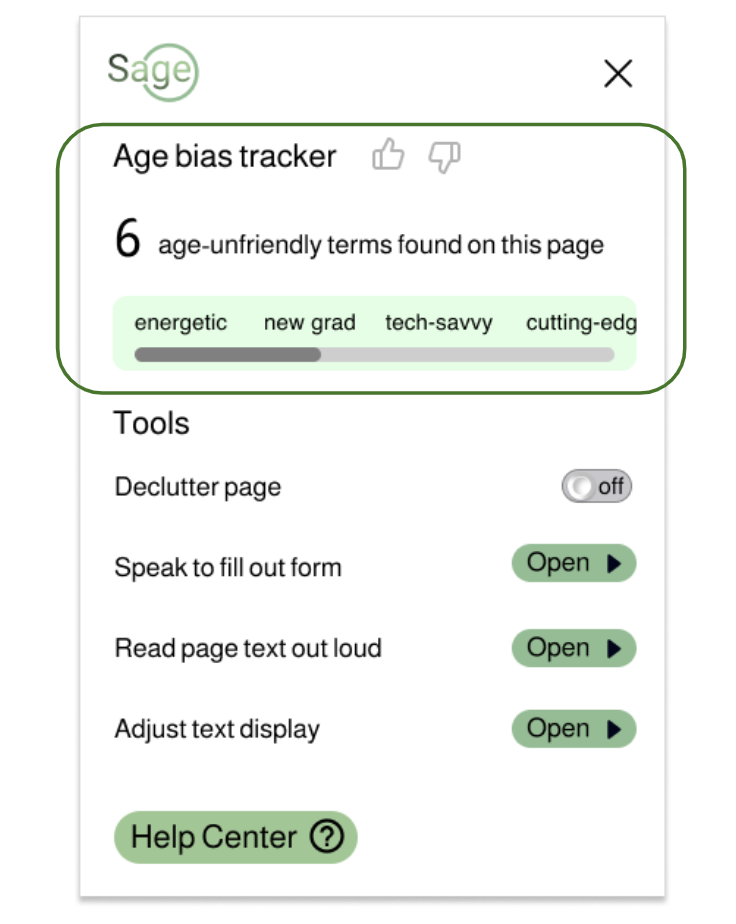 Sage
Age bias tracker
6 age-unfriendly terms found on this page
energetic new grad tech-savvy cutting-edg
Tools
Declutter page off
Speak to fill out form Open
Read page text out loud Open
Adjust text display Open
Help Center ?